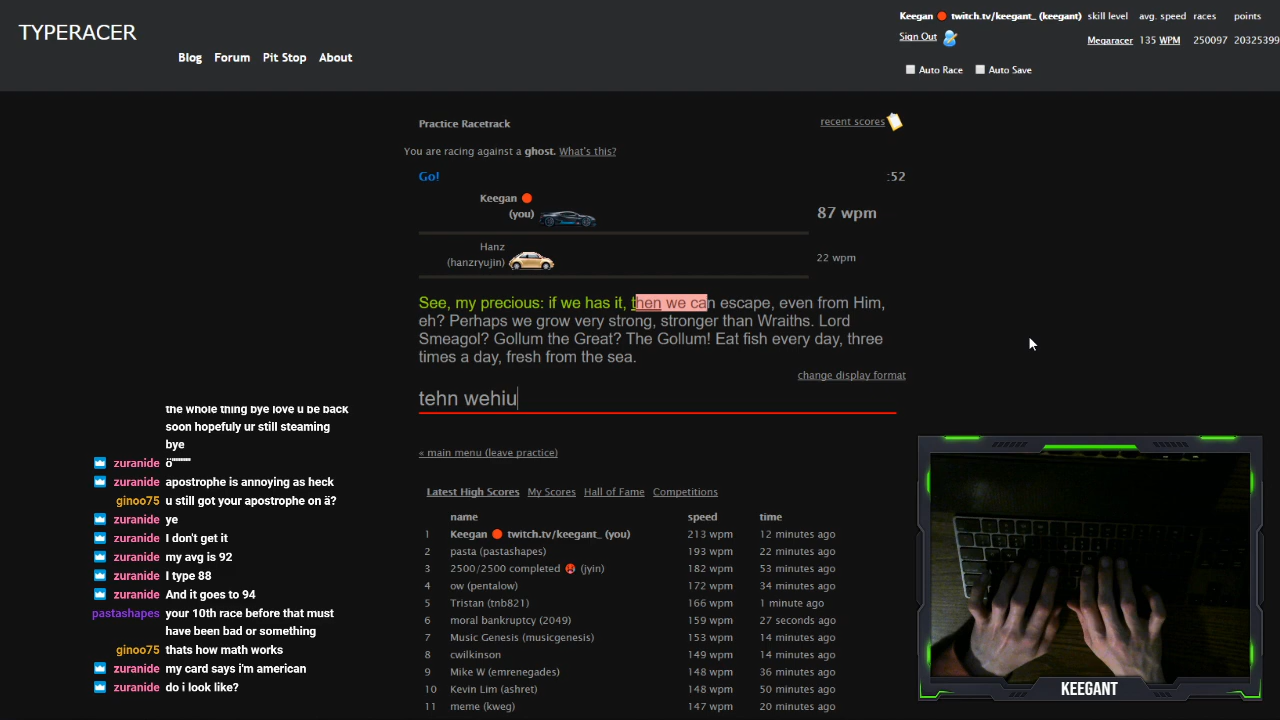 TYPERACER
Blog Forum Pit Stop About
Keegan twitch.tv/keegant_ (keegant) skill level avg. speed races points
Sign Out Megaracer 135 WPM 250097 20325399
Auto Race Auto Save
Practice Racetrack recent scores
You are racing against a ghost. What's this?
Go! :52
Keegan
(you) 87 wpm
Hanz
(hanzryujin) 22 wpm
See, my precious: if we has it, then we can escape, even from Him,
eh? Perhaps we grow very strong, stronger than Wraiths. Lord
Smeagol? Gollum the Great? The Gollum! Eat fish every day, three
times a day, fresh from the sea.
change display format
tehn wehiu
« main menu (leave practice)
Latest High Scores My Scores Hall of Fame Competitions
name speed time
1 Keegan twitch.tv/keegant_ (you) 213 wpm 12 minutes ago
2 pasta (pastashapes) 193 wpm 22 minutes ago
3 2500/2500 completed (jyin) 182 wpm 53 minutes ago
4 ow (pentalow) 172 wpm 34 minutes ago
5 Tristan (tnb821) 166 wpm 1 minute ago
6 moral bankruptcy (2049) 159 wpm 27 seconds ago
7 Music Genesis (musicgenesis) 153 wpm 14 minutes ago
8 cwilkinson 149 wpm 14 minutes ago
9 Mike W (emrenegades) 148 wpm 36 minutes ago
10 Kevin Lim (ashret) 148 wpm 50 minutes ago
11 meme (kweg) 147 wpm 20 minutes ago
the whole thing bye love u be back
soon hopefuly ur still steaming
bye
zuranide ö""""
zuranide apostrophe is annoying as heck
ginoo75 u still got your apostrophe on ä?
zuranide ye
zuranide I don't get it
zuranide my avg is 92
zuranide I type 88
zuranide And it goes to 94
pastashapes your 10th race before that must
have been bad or something
ginoo75 thats how math works
zuranide my card says i'm american
zuranide do i look like?
KEEGANT